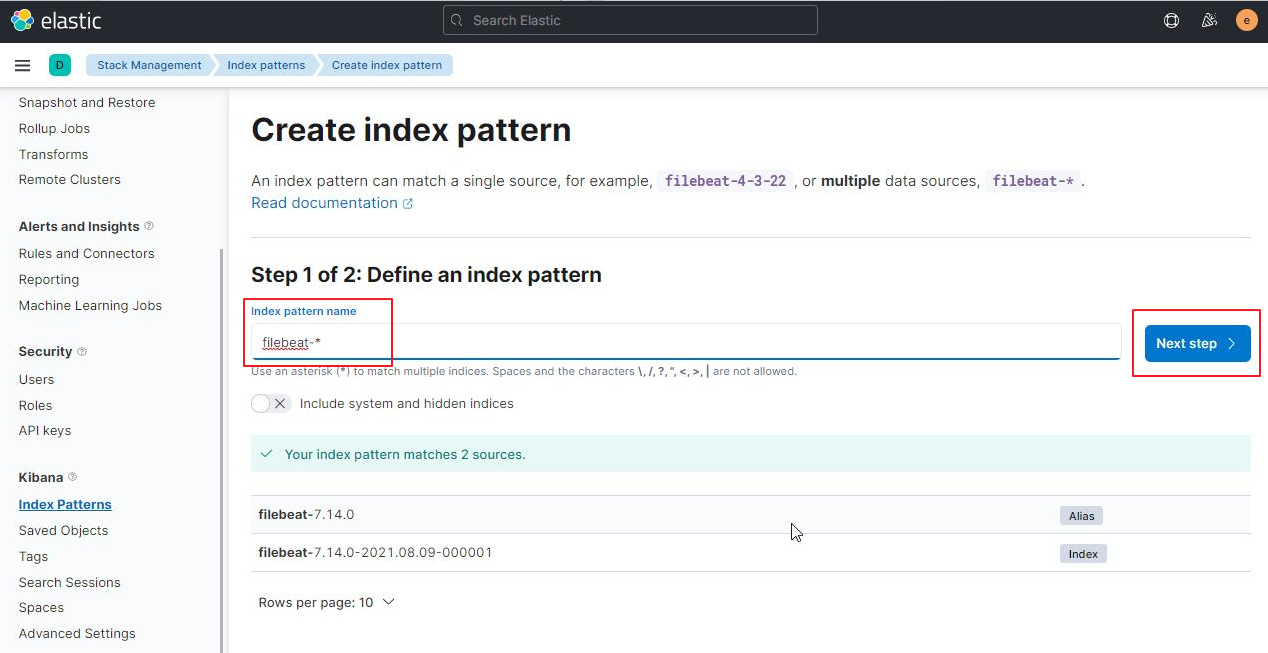 elastic
Search Elastic
e
D
Stack Management
Index patterns
Create index pattern
Snapshot and Restore
Rollup Jobs
Transforms
Remote Clusters
Alerts and Insights
Rules and Connectors
Reporting
Machine Learning Jobs
Security
Users
Roles
API keys
Kibana
Index Patterns
Saved Objects
Tags
Search Sessions
Spaces
Advanced Settings
Create index pattern
An index pattern can match a single source, for example, filebeat-4-3-22 , or multiple data sources, filebeat-* .
Read documentation
Step 1 of 2: Define an index pattern
Index pattern name
filebeat-*
Next step
Use an asterisk (*) to match multiple indices. Spaces and the characters \, /, ?, ", <, >, | are not allowed.
Include system and hidden indices
Your index pattern matches 2 sources.
filebeat-7.14.0
Alias
filebeat-7.14.0-2021.08.09-000001
Index
Rows per page: 10